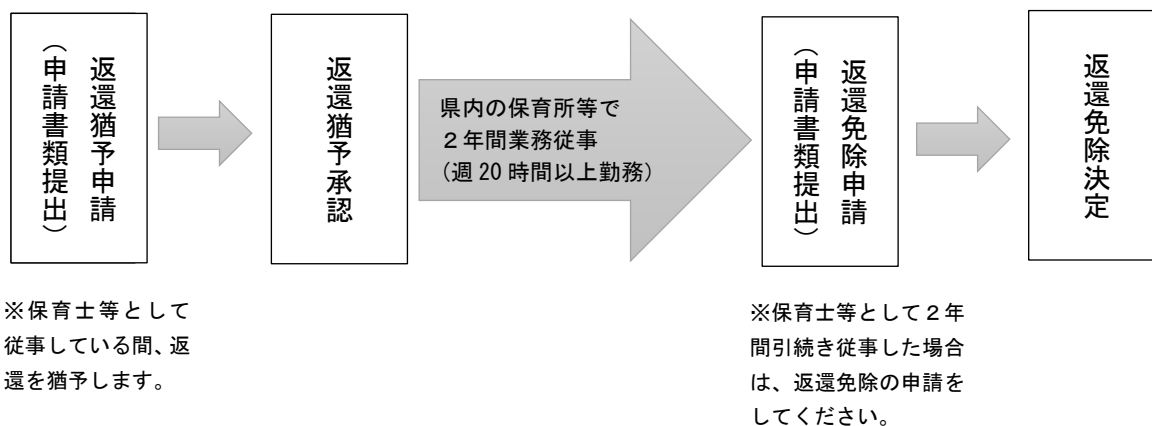 返還猶予申請
（申請書類提出）
返還猶予承認
県内の保育所等で
２年間業務従事
(週 20 時間以上勤務)
返還免除申請
（申請書類提出）
返還免除決定
※保育士等として
従事している間、返
還を猶予します。
※保育士等として２年
間引続き従事した場合
は、返還免除の申請を
してください。